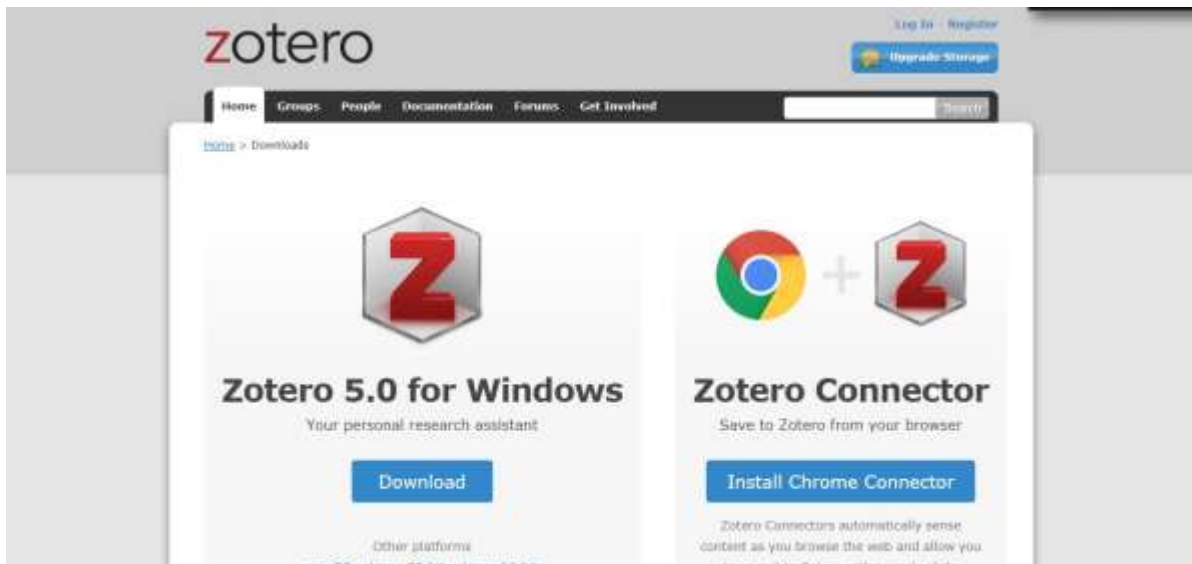 zotero
Log In Register
Upgrade Storage
Home Groups People Documentation Forums Get Involved
Search
Home > Downloads
Zotero 5.0 for Windows
Your personal research assistant
Download
Other platforms
Zotero Connector
Save to Zotero from your browser
Install Chrome Connector
Zotero Connectors automatically sense
content as you browse the web and allow you